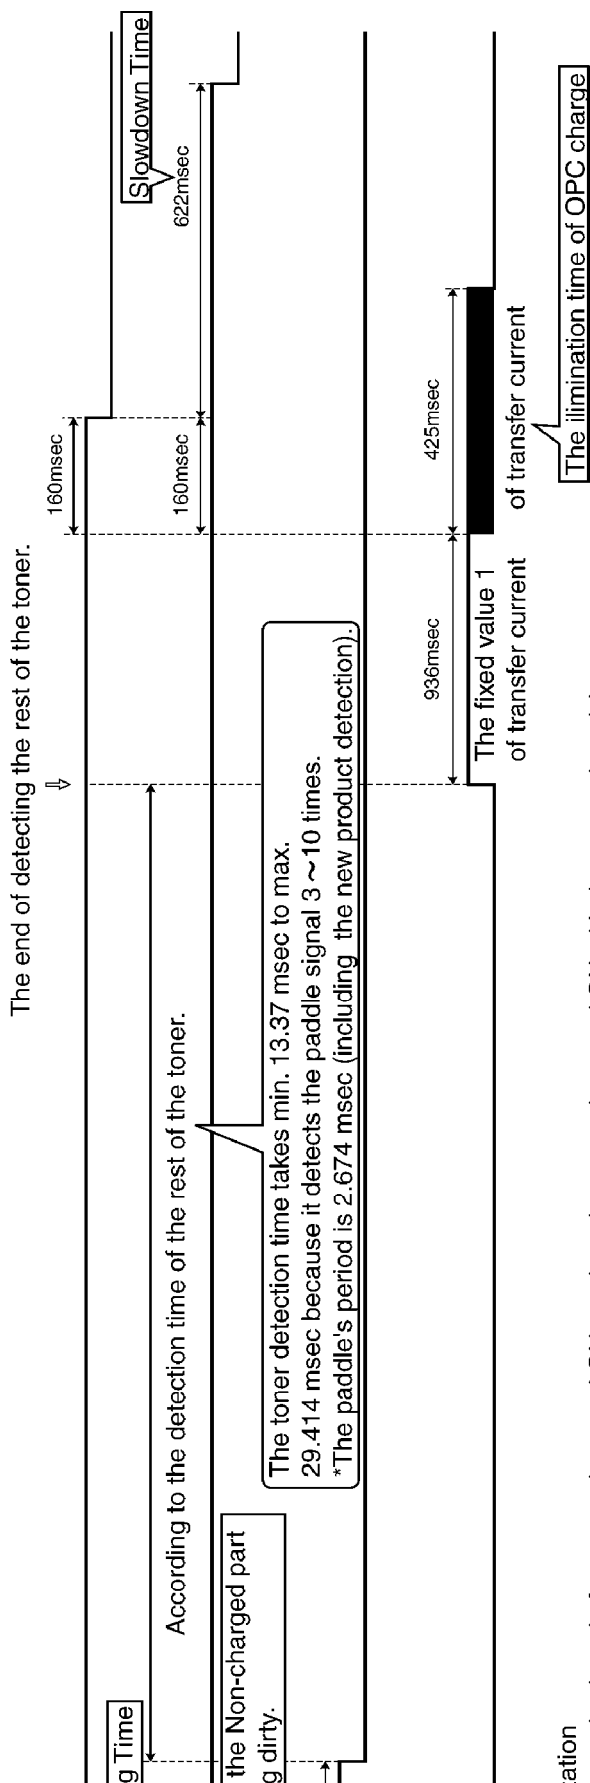 The end of detecting the rest of the toner.
160msec
Slowdown Time
622msec
160msec
g Time
According to the detection time of the rest of the toner.
the Non-charged part
g dirty.
The toner detection time takes min. 13.37 msec to max.
29.414 msec because it detects the paddle signal 3～10 times.
*The paddle's period is 2.674 msec (including the new product detection).
936msec
425msec
The fixed value 1
of transfer current
of transfer current
The ilimination time of OPC charge
ation